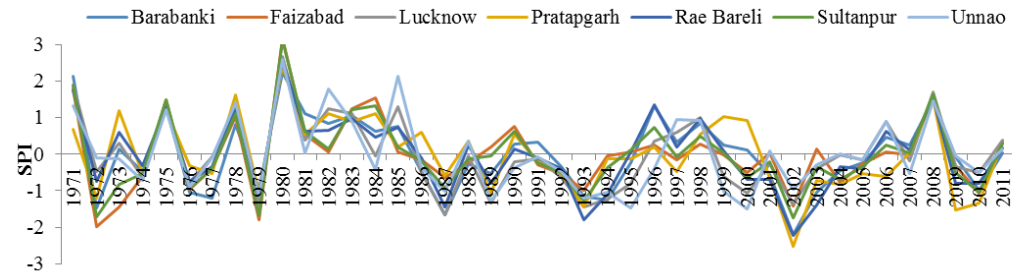 Barabanki Faizabad Lucknow Pratapgarh Rae Bareli Sultanpur Unnao
3
2
1
0
-1
-2
-3
SPI
1971 1972 1973 1974 1975 1976 1977 1978 1979 1980 1981 1982 1983 1984 1985 1986 1987 1988 1989 1990 1991 1992 1993 1994 1995 1996 1997 1998 1999 2000 2001 2002 2003 2004 2005 2006 2007 2008 2009 2010 2011